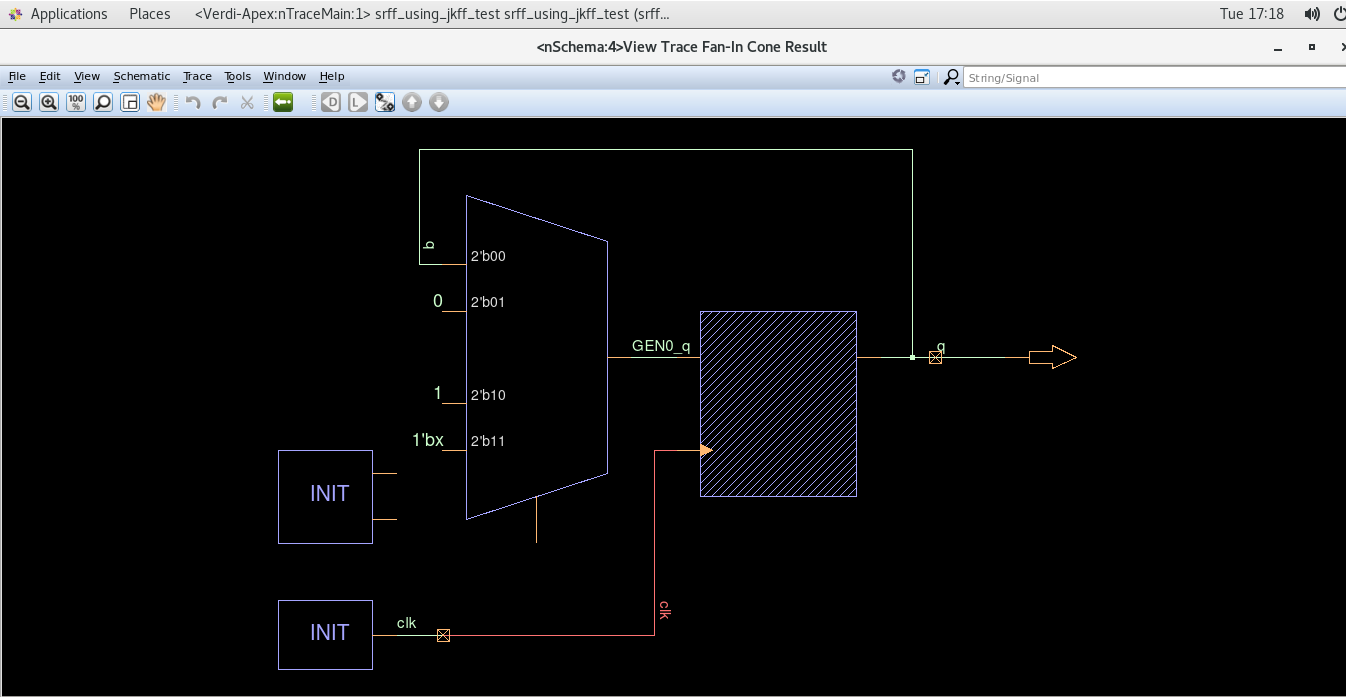 Applications Places <Verdi-Apex:nTraceMain:1> srff_using_jkff_test srff_using_jkff_test (srff... Tue 17:18
<nSchema:4>View Trace Fan-In Cone Result
File Edit View Schematic Trace Tools Window Help String/Signal
100 %
D L
q
2'b00
0 2'b01
GEN0_q
q
1 2'b10
1'bx 2'b11
INIT
clk
clk
INIT